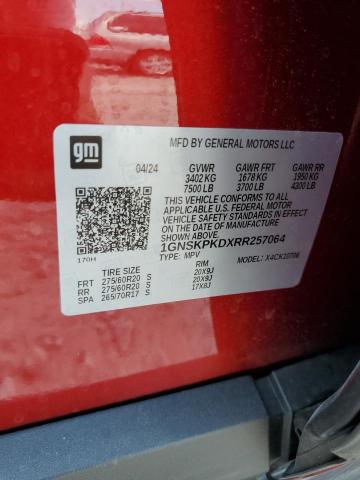 gm
MFD BY GENERAL MOTORS LLC
04/24 GVWR GAWR FRT GAWR RR
3402 KG 1678 KG 1950 KG
7500 LB 3700 LB 4300 LB
THIS VEHICLE CONFORMS TO ALL
APPLICABLE U.S. FEDERAL MOTOR
VEHICLE SAFETY STANDARDS IN
EFFECT ON THE DATE OF
MANUFACTURE SHOWN ABOVE.
1GNSKPKDXRR257064
170H TYPE: MPV MODEL: X4CK10706
TIRE SIZE RIM
FRT 275/60R20 S 20X9J
RR 275/60R20 S 20X9J
SPA 265/70R17 S 17X8J